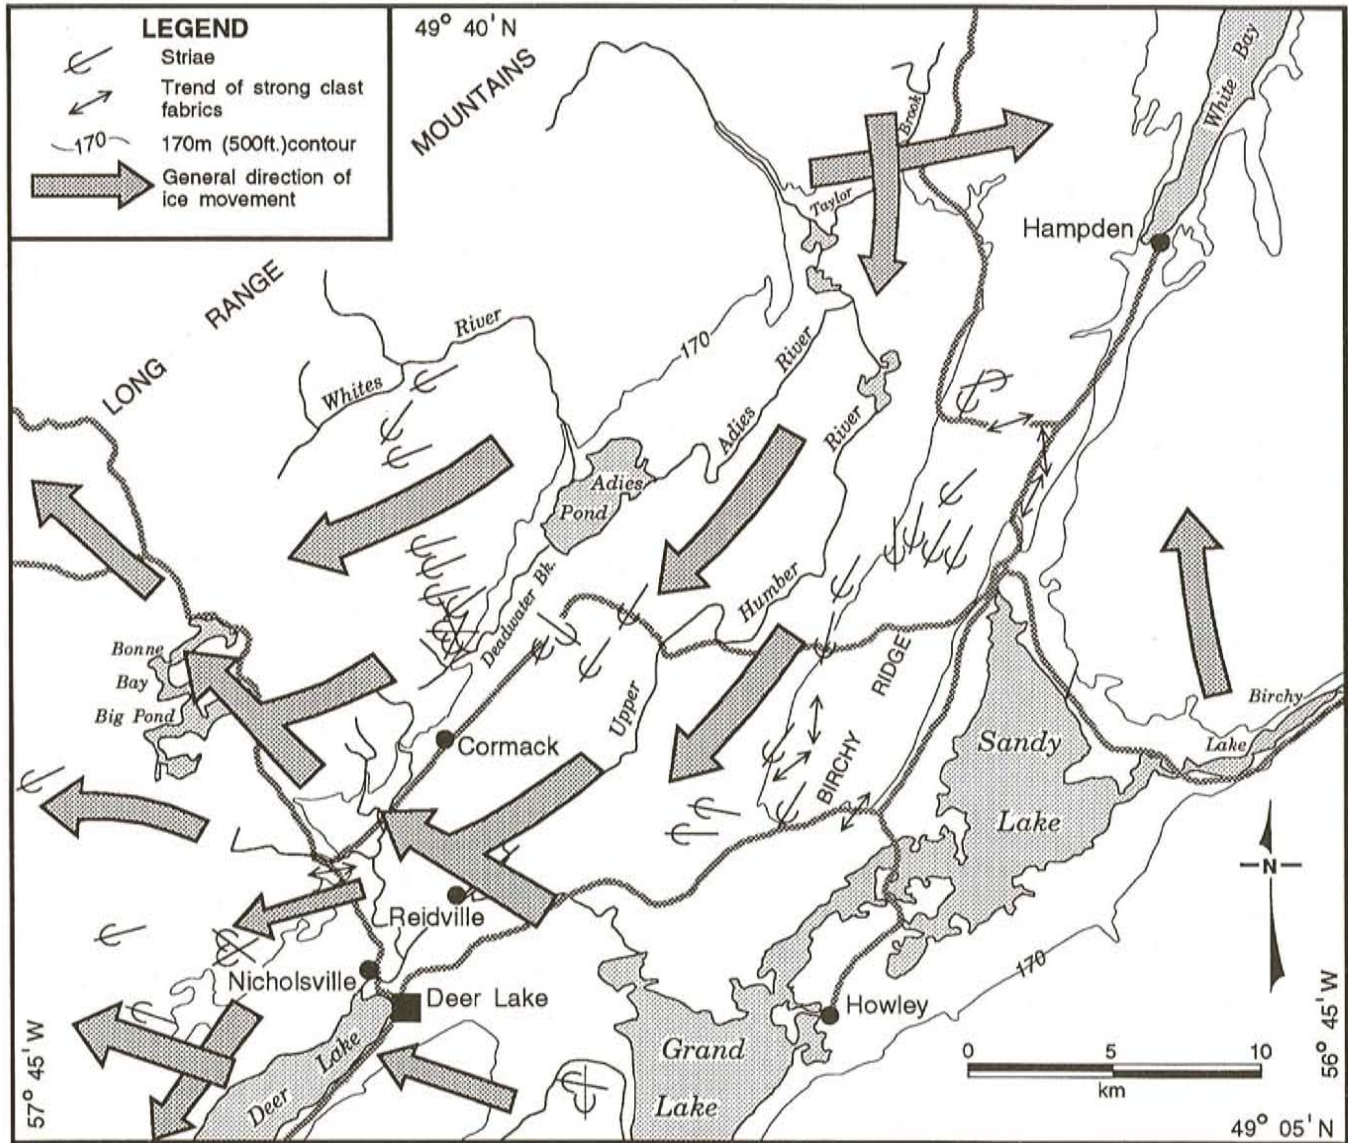 LEGEND
Striae
Trend of strong clast
fabrics
170
170m (500ft.)contour
General direction of
ice movement
49° 40' N
MOUNTAINS
RANGE
LONG
White Bay
Brook
Taylor
Hampden
River
Whites
170
River
Adies
River
Adies
Pond
Deadwater Bk.
Humber
Upper
Bonne
Bay
Big Pond
Cormack
RIDGE
BIRCHY
Birchy
Lake
Sandy
Lake
N
Reidville
Nicholsville
Deer Lake
Howley
170
Deer Lake
Grand
Lake
0 5 10
km
57° 45' W
56° 45' W
49° 05' N